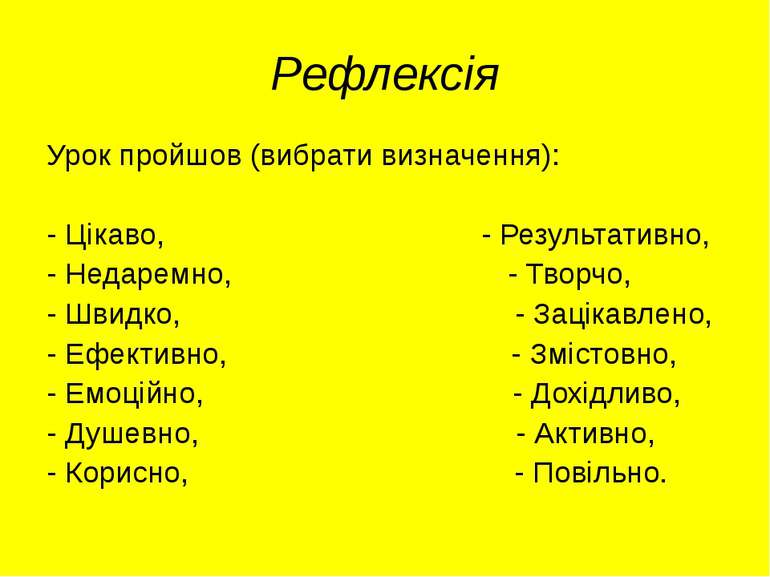 Рефлексія
Урок пройшов (вибрати визначення):
- Цікаво, - Результативно,
- Недаремно, - Творчо,
- Швидко, - Зацікавлено,
- Ефективно, - Змістовно,
- Емоційно, - Дохідливо,
- Душевно, - Активно,
- Корисно, - Повільно.